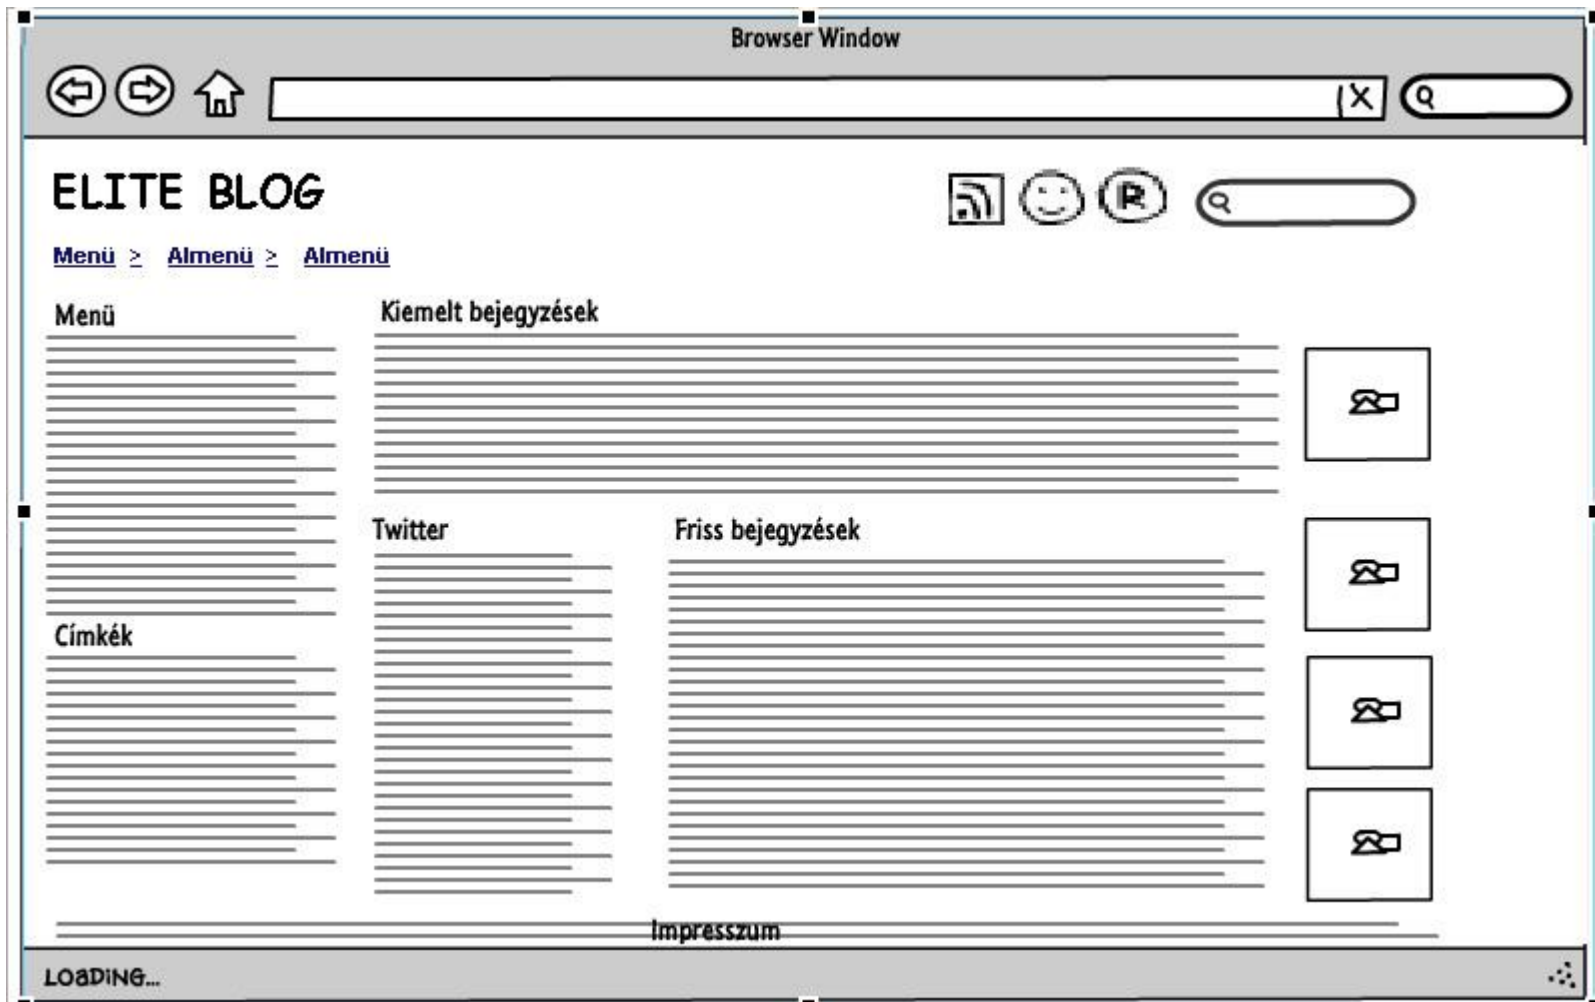 Browser Window
ELITE BLOG
Menü > Almenü > Almenü
Menü
Kiemelt bejegyzések
Twitter
Friss bejegyzések
Címkék
Impresszum
LOADING...